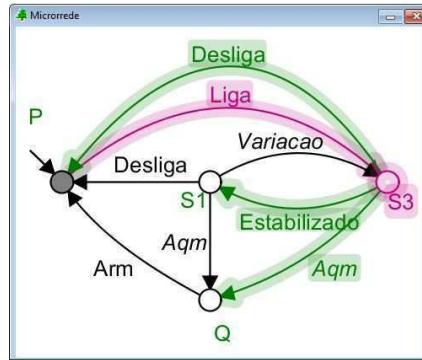 Microrrede
Desliga
Liga
P
Variacao
Desliga
S1
S3
Estabilizado
Aqm
Arm
Aqm
Q